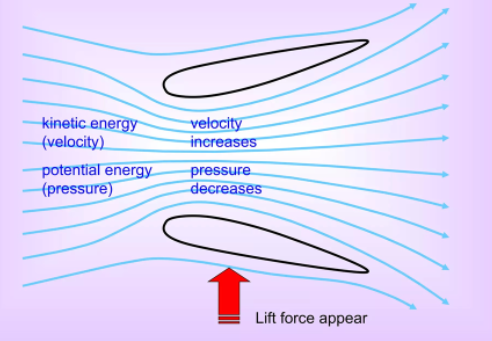 kinetic energy
(velocity)
velocity
increases
potential energy
(pressure)
pressure
decreases
Lift force appear